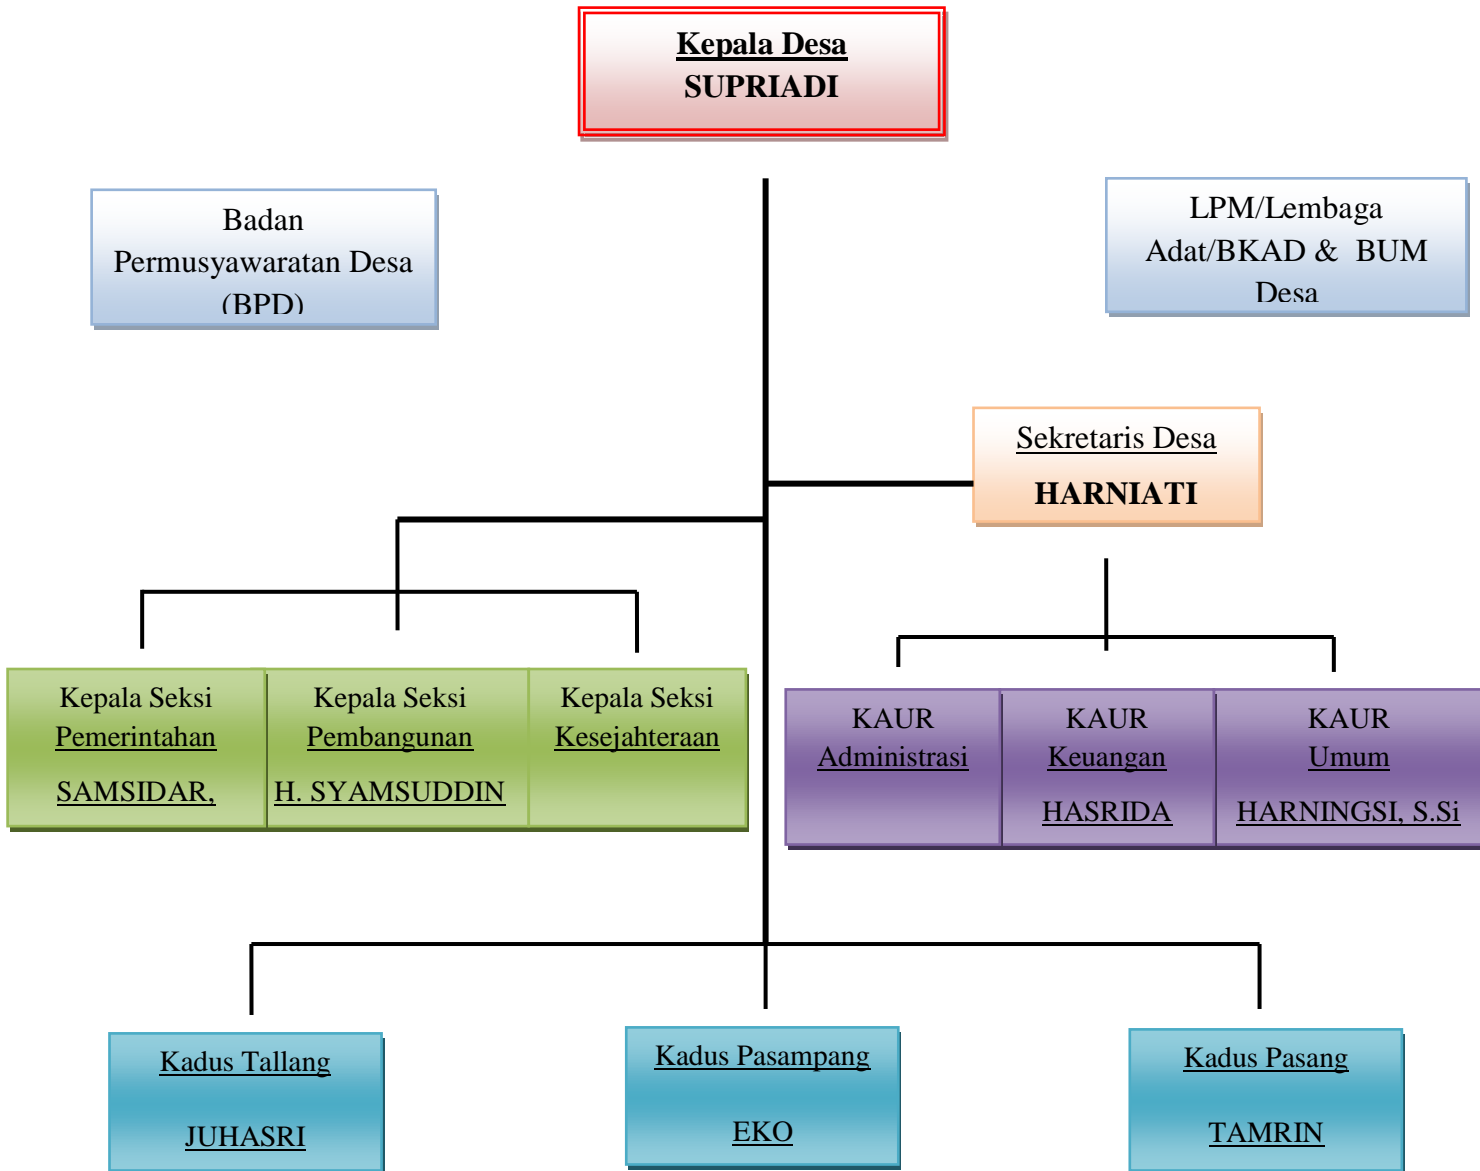 Kepala Desa
SUPRIADI
Badan
Permusyawaratan Desa
(BPD)
LPM/Lembaga
Adat/BKAD & BUM
Desa
Sekretaris Desa
HARNIATI
Kepala Seksi
Pemerintahan
SAMSIDAR,
Kepala Seksi
Pembangunan
H. SYAMSUDDIN
Kepala Seksi
Kesejahteraan
KAUR
Administrasi
KAUR
Keuangan
HASRIDA
KAUR
Umum
HARNINGSI, S.Si
Kadus Tallang
JUHASRI
Kadus Pasampang
EKO
Kadus Pasang
TAMRIN